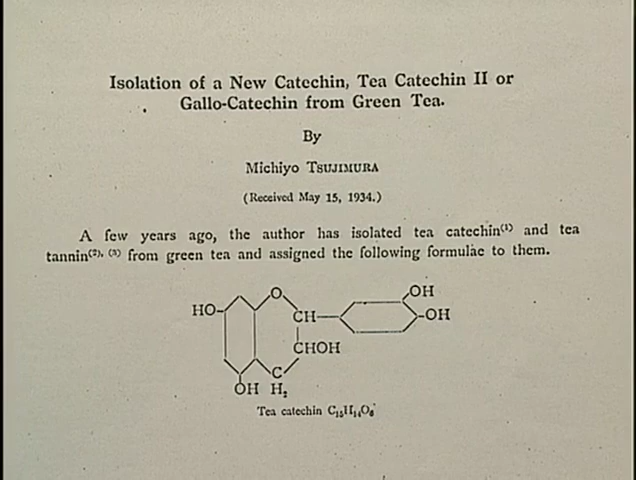 Isolation of a New Catechin, Tea Catechin II or
Gallo-Catechin from Green Tea.
By
Michiyo TSUJIMURA
(Received May 15, 1934.)
A few years ago, the author has isolated tea catechin(1) and tea
tannin(2), (3) from green tea and assigned the following formulae to them.
O
OH
HO-
CH
-OH
CHOH
C
OH H₂
Tea catechin C₁₅H₁₄O₆